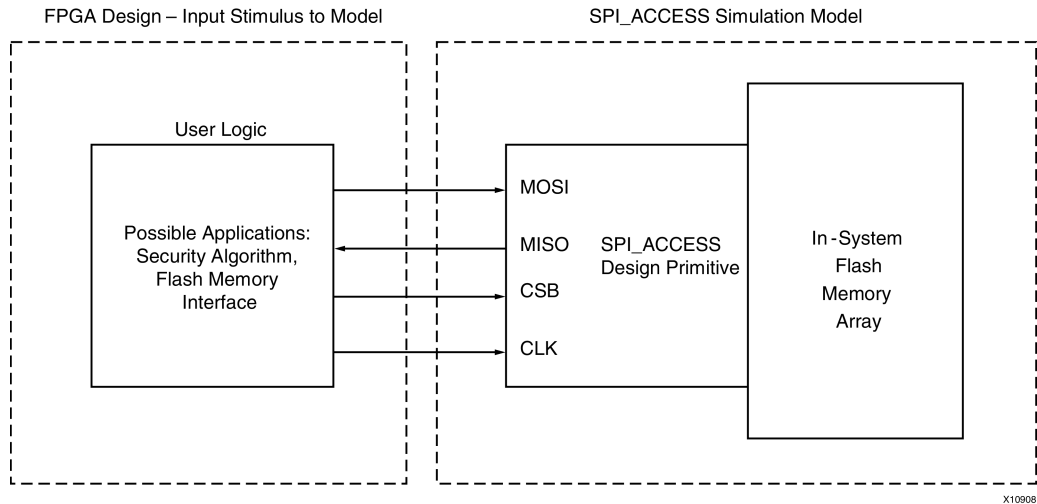 FPGA Design – Input Stimulus to Model
SPI_ACCESS Simulation Model
User Logic
Possible Applications:
Security Algorithm,
Flash Memory
Interface
MOSI
MISO
CSB
CLK
SPI_ACCESS
Design Primitive
In-System
Flash
Memory
Array
X10908